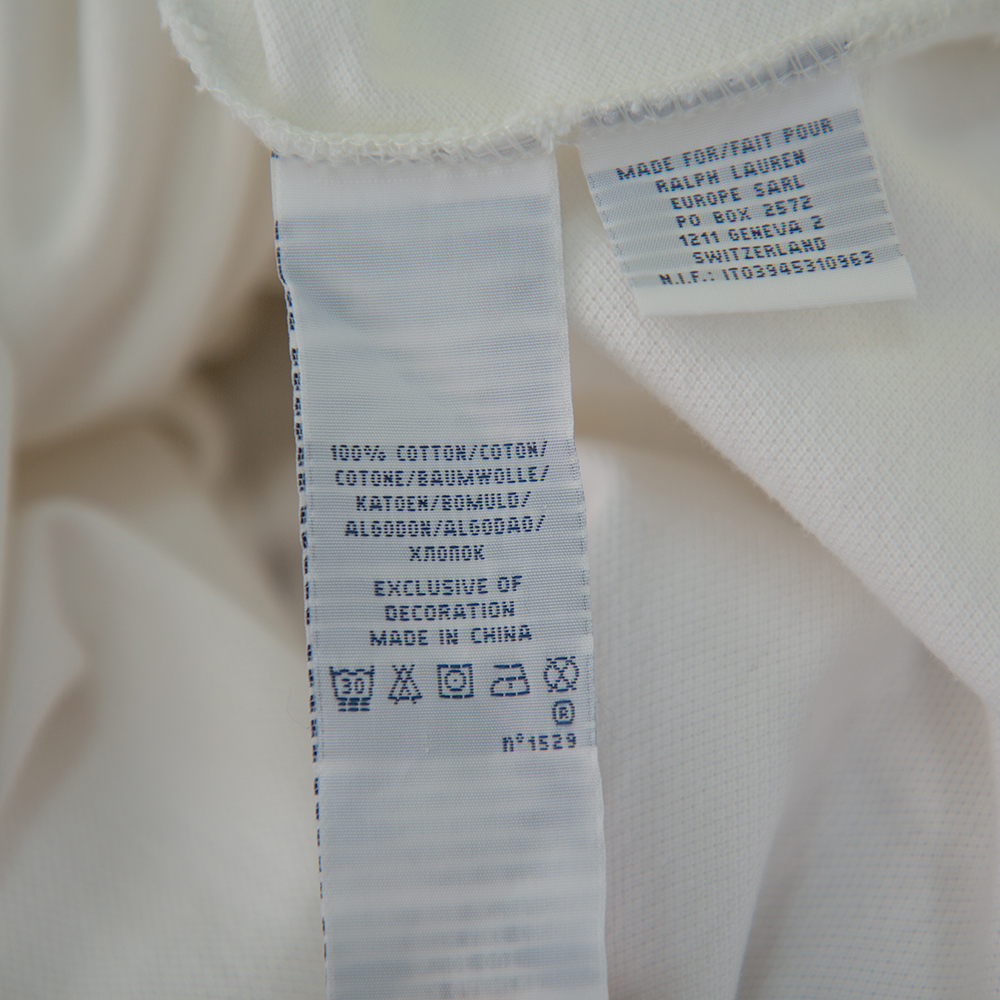 MADE FOR/FAIT POUR
RALPH LAUREN
EUROPE SARL
PO BOX 2572
1211 GENEVA 2
SWITZERLAND
N.I.F.: IT03945310963
100% COTTON/COTON/
COTONE/BAUMWOLLE/
KATOEN/BOMULD/
ALGODON/ALGODAO/
ХЛОПОК
EXCLUSIVE OF
DECORATION
MADE IN CHINA
30
®
n°1529